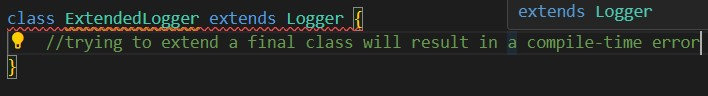 class ExtendedLogger extends Logger {
extends Logger
//trying to extend a final class will result in a compile-time error
}